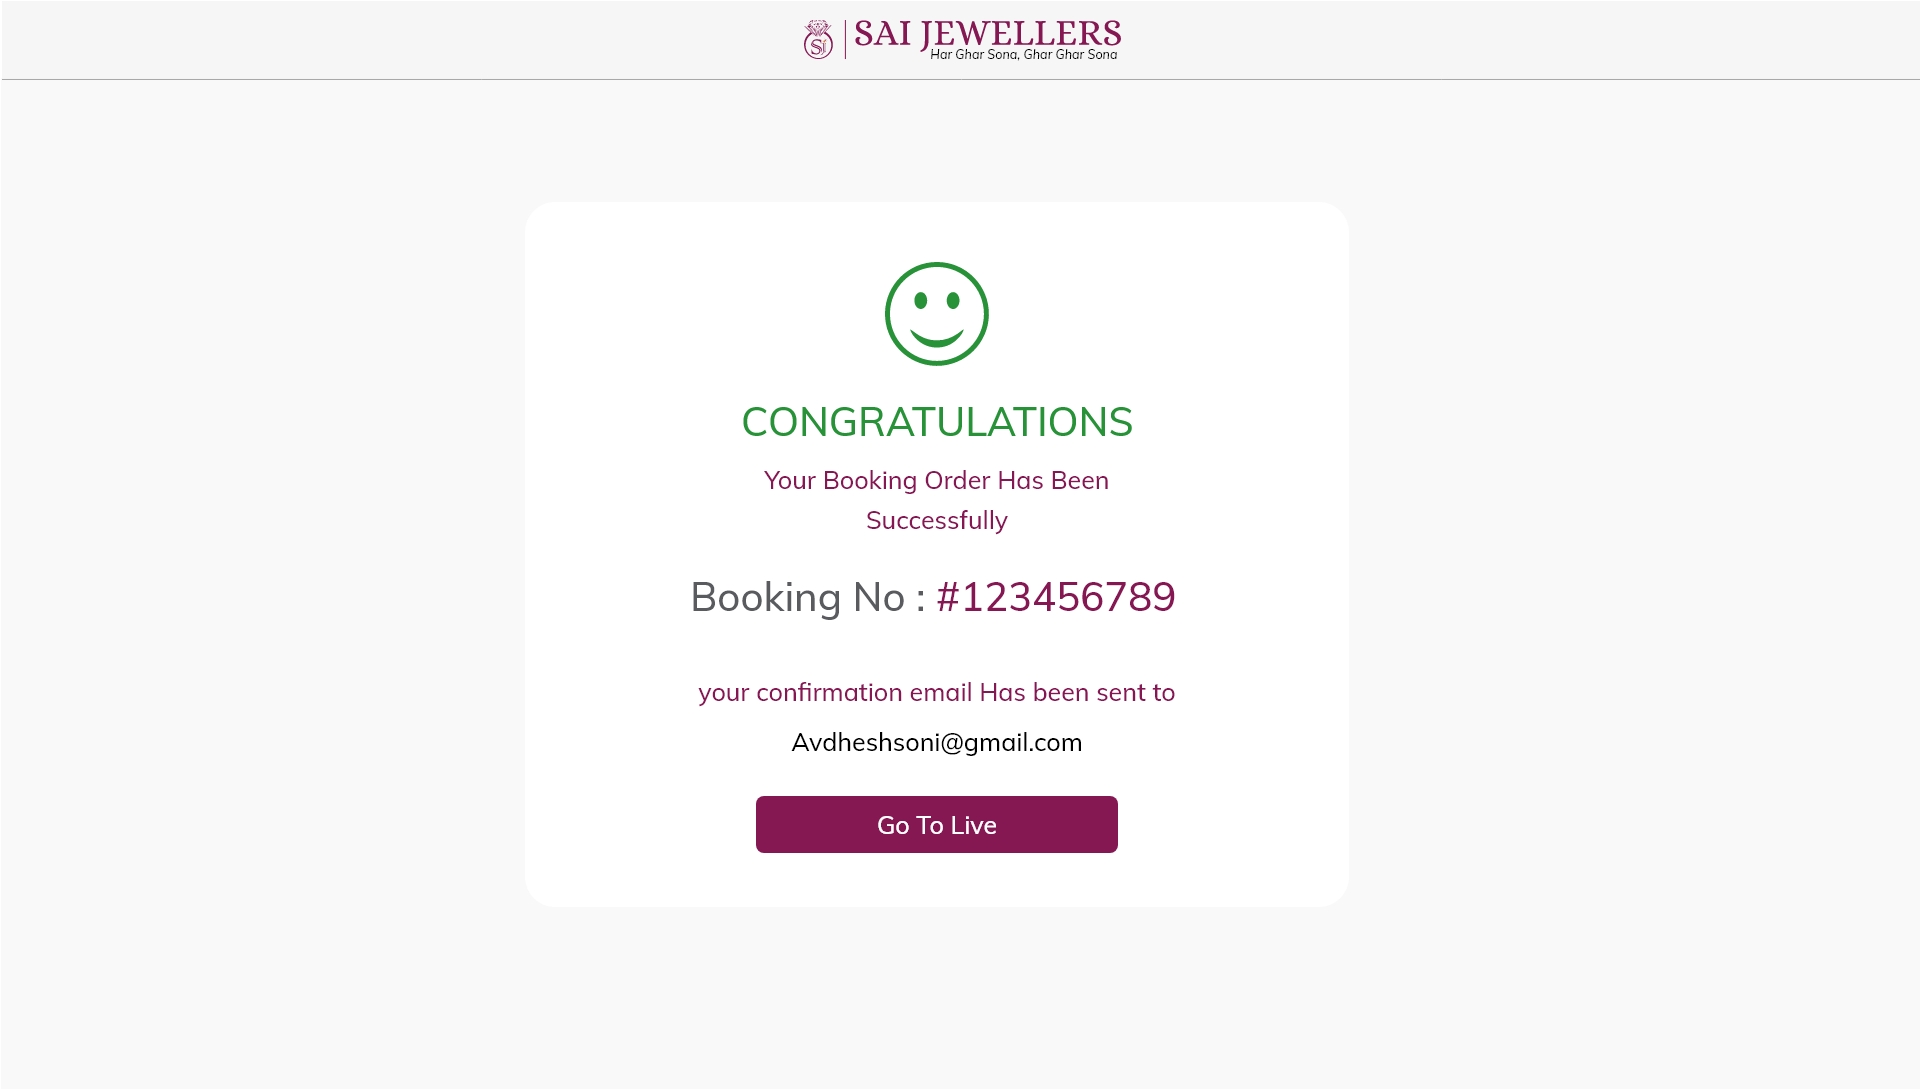 SAI JEWELLERS
Har Ghar Sona, Ghar Ghar Sona
CONGRATULATIONS
Your Booking Order Has Been
Successfully
Booking No : #123456789
your confirmation email Has been sent to
Avdheshsoni@gmail.com
Go To Live